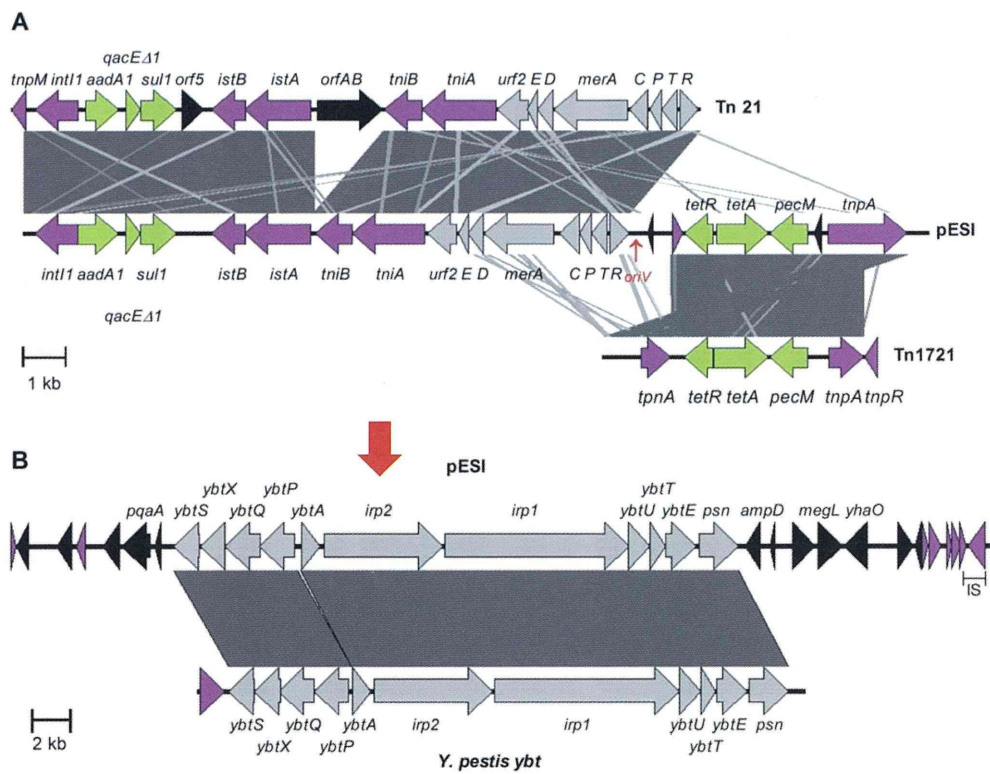 A
qacEΔ1
tnpM intI1 aadA1 sul1 orf5 istB istA orfAB tniB tniA urf2 E D merA C P T R
Tn 21
tetR tetA pecM tnpA
pESI
intI1 aadA1 sul1 istB istA tniB tniA urf2 E D merA C P T R oriV
qacEΔ1
1 kb
Tn1721
tpnA tetR tetA pecM tnpA tnpR
B
pESI
ybtX ybtP ybtT
pqaA ybtS ybtQ ybtA irp2 irp1 ybtU ybtE psn ampD megL yhaO
IS
2 kb
ybtS ybtQ ybtA irp2 irp1 ybtU ybtE psn
ybtX ybtP ybtT
Y. pestis ybt